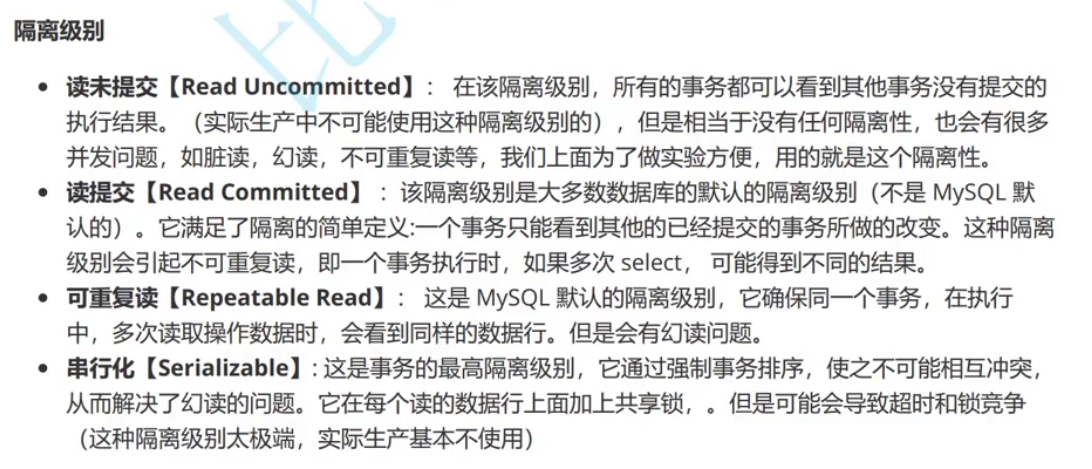 隔离级别
读未提交【Read Uncommitted】： 在该隔离级别，所有的事务都可以看到其他事务没有提交的
执行结果。（实际生产中不可能使用这种隔离级别的），但是相当于没有任何隔离性，也会有很多
并发问题，如脏读，幻读，不可重复读等，我们上面为了做实验方便，用的就是这个隔离性。
读提交【Read Committed】 ：该隔离级别是大多数数据库的默认的隔离级别（不是 MySQL 默
认的）。它满足了隔离的简单定义:一个事务只能看到其他的已经提交的事务所做的改变。这种隔离
级别会引起不可重复读，即一个事务执行时，如果多次 select， 可能得到不同的结果。
可重复读【Repeatable Read】： 这是 MySQL 默认的隔离级别，它确保同一个事务，在执行
中，多次读取操作数据时，会看到同样的数据行。但是会有幻读问题。
串行化【Serializable】: 这是事务的最高隔离级别，它通过强制事务排序，使之不可能相互冲突，
从而解决了幻读的问题。它在每个读的数据行上面加上共享锁，。但是可能会导致超时和锁竞争
（这种隔离级别太极端，实际生产基本不使用）
比